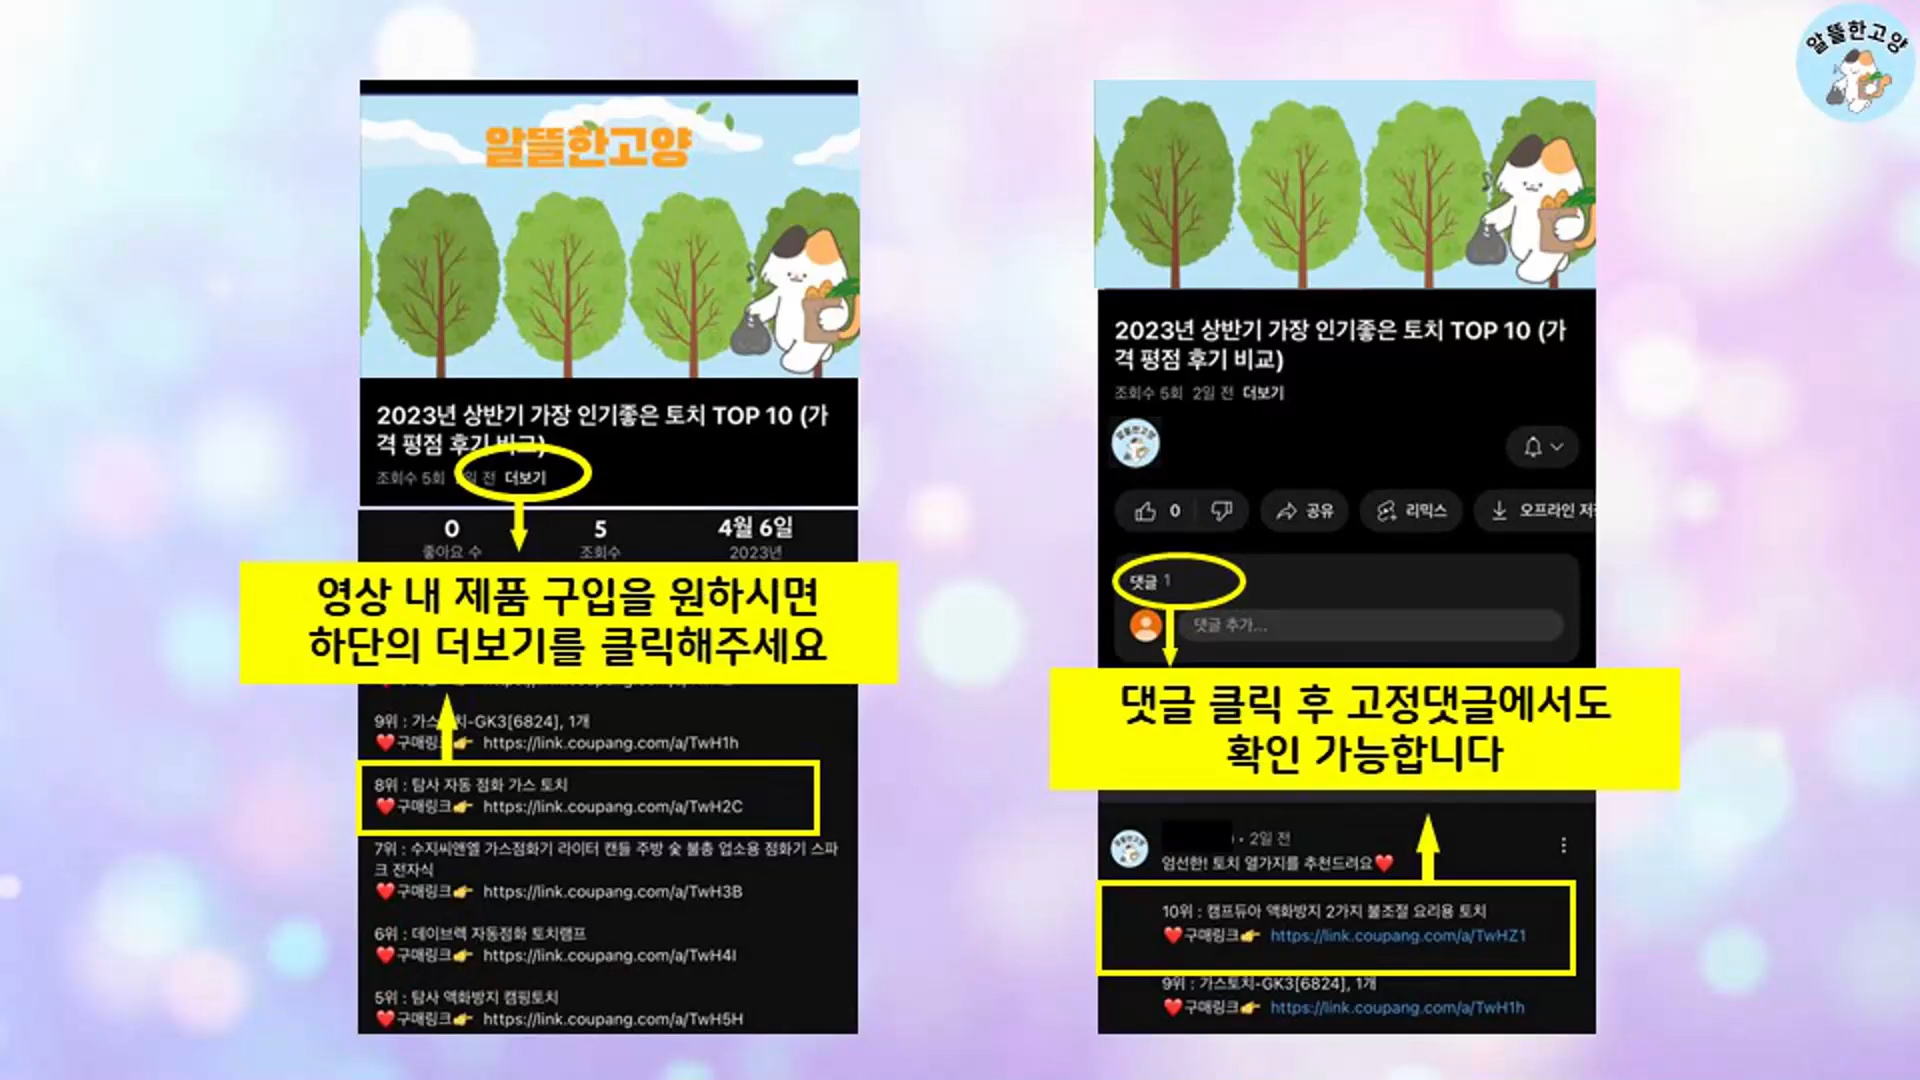 알뜰한고양
알뜰한고양
2023년 상반기 가장 인기좋은 토치 TOP 10 (가
격 평점 후기 비교)
조회수 5회 일 전 더보기
0 5 4월 6일
좋아요 수 조회수 2023년
영상 내 제품 구입을 원하시면
하단의 더보기를 클릭해주세요
9위 : 가스토치-GK3[6824], 1개
❤️구매링크👉 https://link.coupang.com/a/TwH1h
8위 : 탐사 자동 점화 가스 토치
❤️구매링크👉 https://link.coupang.com/a/TwH2C
7위 : 수지씨앤엘 가스점화기 라이터 캔들 주방 숯 불총 업소용 점화기 스파
크 전자식
❤️구매링크👉 https://link.coupang.com/a/TwH3B
6위 : 데이브렉 자동점화 토치램프
❤️구매링크👉 https://link.coupang.com/a/TwH4I
5위 : 탐사 액화방지 캠핑토치
❤️구매링크👉 https://link.coupang.com/a/TwH5H
2023년 상반기 가장 인기좋은 토치 TOP 10 (가
격 평점 후기 비교)
조회수 5회 2일 전 더보기
알뜰한고양
0 공유 리믹스 오프라인 저
댓글 1
댓글 추가...
댓글 클릭 후 고정댓글에서도
확인 가능합니다
알뜰한고양
• 2일 전
엄선한! 토치 열가지를 추천드려요❤️
10위 : 캠프듀아 액화방지 2가지 불조절 요리용 토치
❤️구매링크👉 https://link.coupang.com/a/TwHZ1
9위 : 가스토치-GK3[6824], 1개
❤️구매링크👉 https://link.coupang.com/a/TwH1h